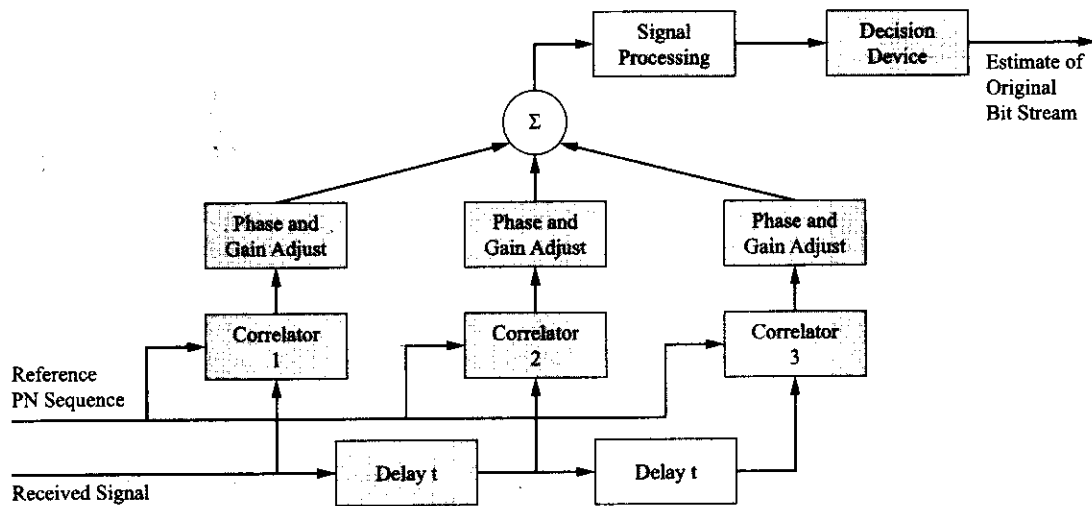 Signal
Processing
Decision
Device
Estimate of
Original
Bit Stream
Σ
Phase and
Gain Adjust
Phase and
Gain Adjust
Phase and
Gain Adjust
Correlator
1
Correlator
2
Correlator
3
Reference
PN Sequence
Delay t
Delay t
Received Signal